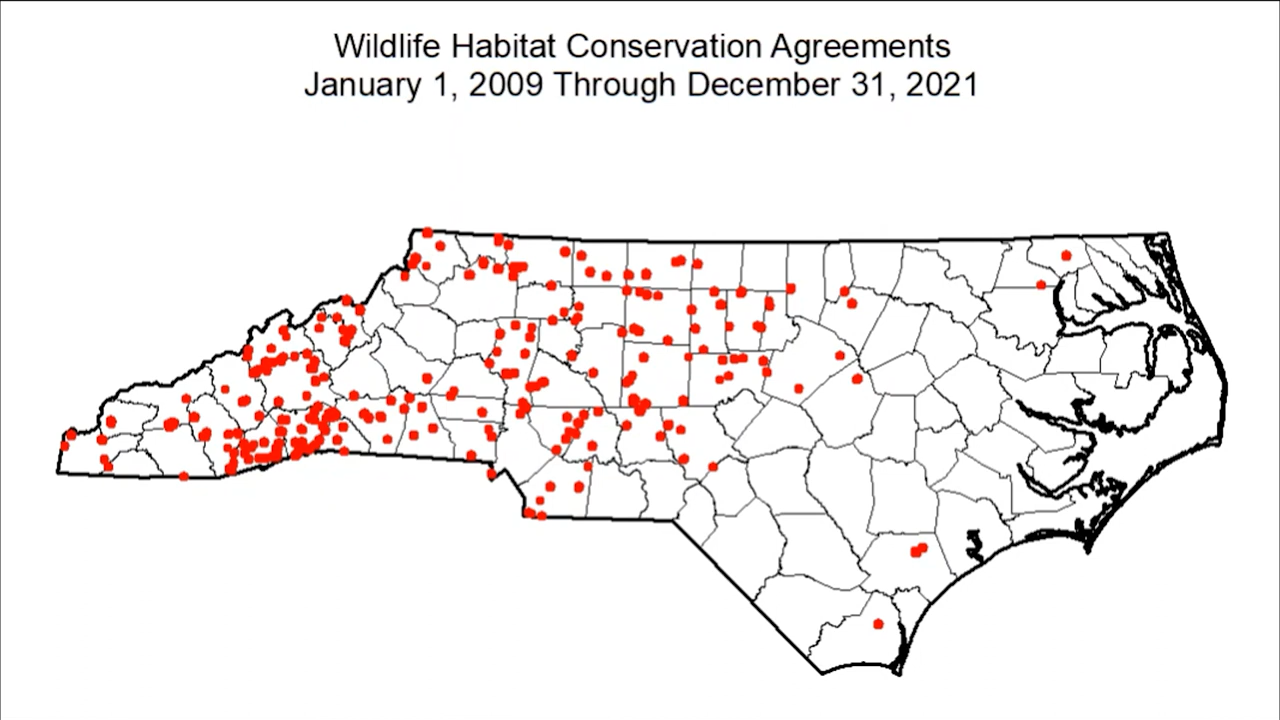 Wildlife Habitat Conservation Agreements
January 1, 2009 Through December 31, 2021